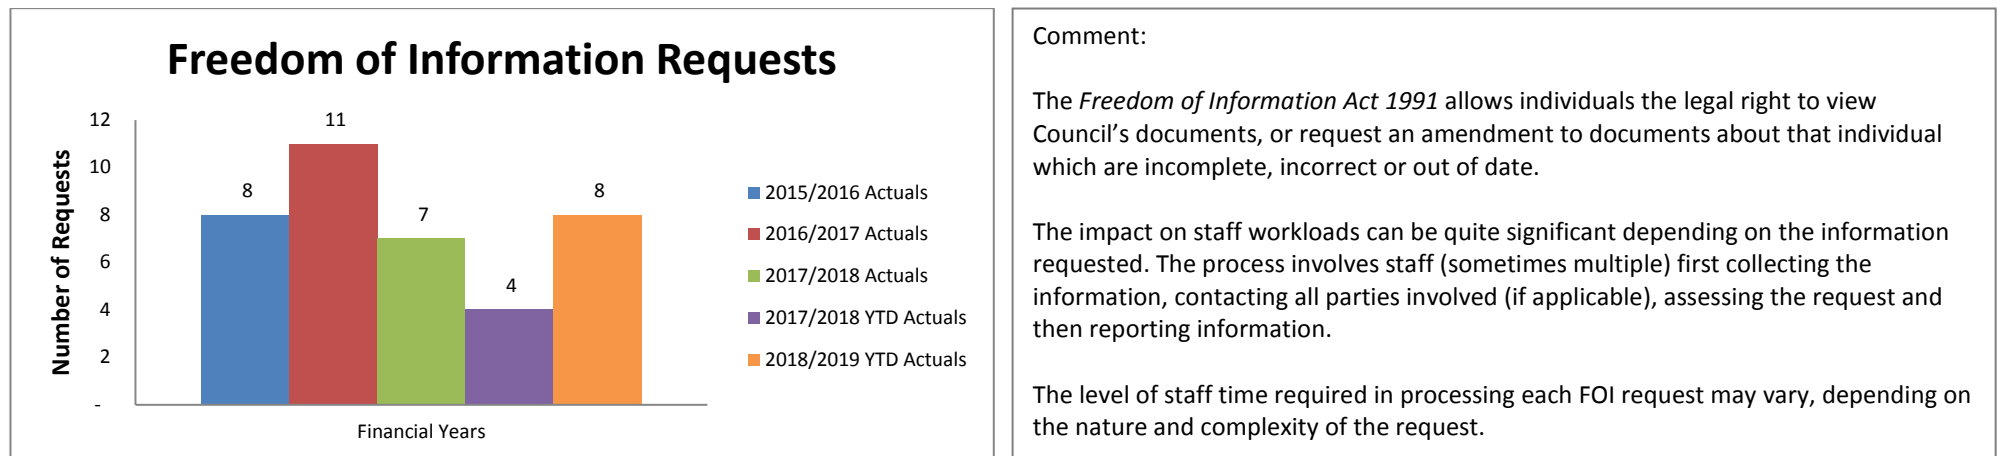 Freedom of Information Requests
Number of Requests
12
10
8
6
4
2
-
8
11
7
4
8
Financial Years
2015/2016 Actuals
2016/2017 Actuals
2017/2018 Actuals
2017/2018 YTD Actuals
2018/2019 YTD Actuals
Comment:
The Freedom of Information Act 1991 allows individuals the legal right to view
Council’s documents, or request an amendment to documents about that individual
which are incomplete, incorrect or out of date.
The impact on staff workloads can be quite significant depending on the information
requested. The process involves staff (sometimes multiple) first collecting the
information, contacting all parties involved (if applicable), assessing the request and
then reporting information.
The level of staff time required in processing each FOI request may vary, depending on
the nature and complexity of the request.